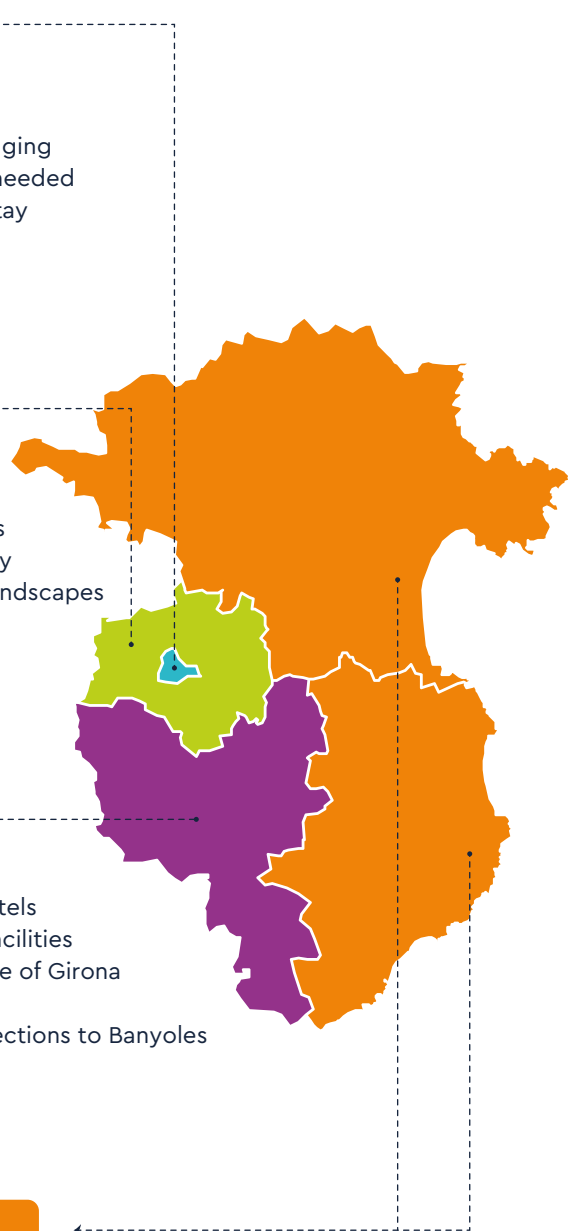 ging
needed
tay
s
y
ndscapes
tels
cilities
e of Girona
ections to Banyoles